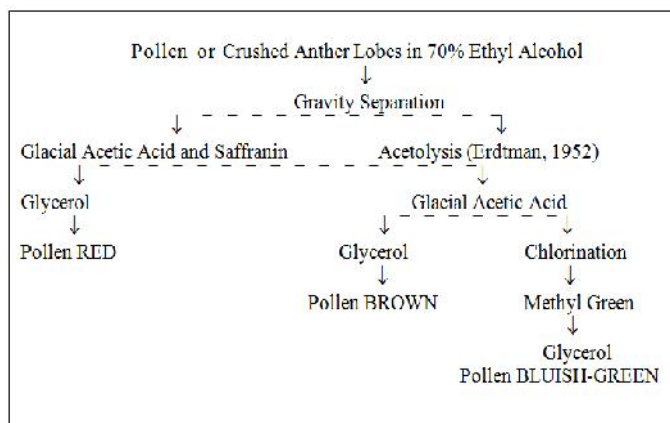 Pollen or Crushed Anther Lobes in 70% Ethyl Alcohol
↓
Gravity Separation
↓ ↓
Glacial Acetic Acid and Saffranin Acetolysis (Erdtman, 1952)
↓ ↓
Glycerol Glacial Acetic Acid
↓ ↓ ↓
Pollen RED Glycerol Chlorination
↓ ↓
Pollen BROWN Methyl Green
↓
Glycerol
Pollen BLUISH-GREEN